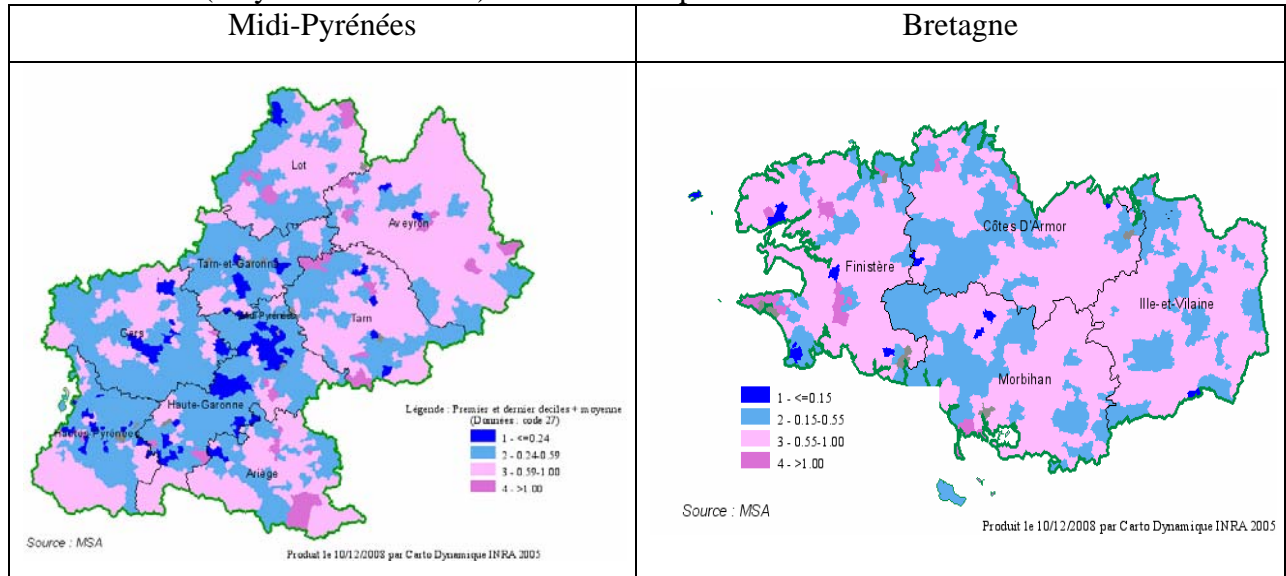 Midi-Pyrénées
Bretagne
Lot
Aveyron
Tarn-et-Garonne
Gers
Midi-Pyrénées
Tarn
Haute-Garonne
Hautes-Pyrénées
Ariège
Légende : Premier et dernier deciles + moyenne
(Données : code 27)
1 - <=0.24
2 - 0.24-0.59
3 - 0.59-1.00
4 - >1.00
Source : MSA
Produit le 10/12/2008 par Carto Dynamique INRA 2005
Côtes D'Armor
Finistère
Ille-et-Vilaine
Morbihan
1 - <=0.15
2 - 0.15-0.55
3 - 0.55-1.00
4 - >1.00
Source : MSA
Produit le 10/12/2008 par Carto Dynamique INRA 2005